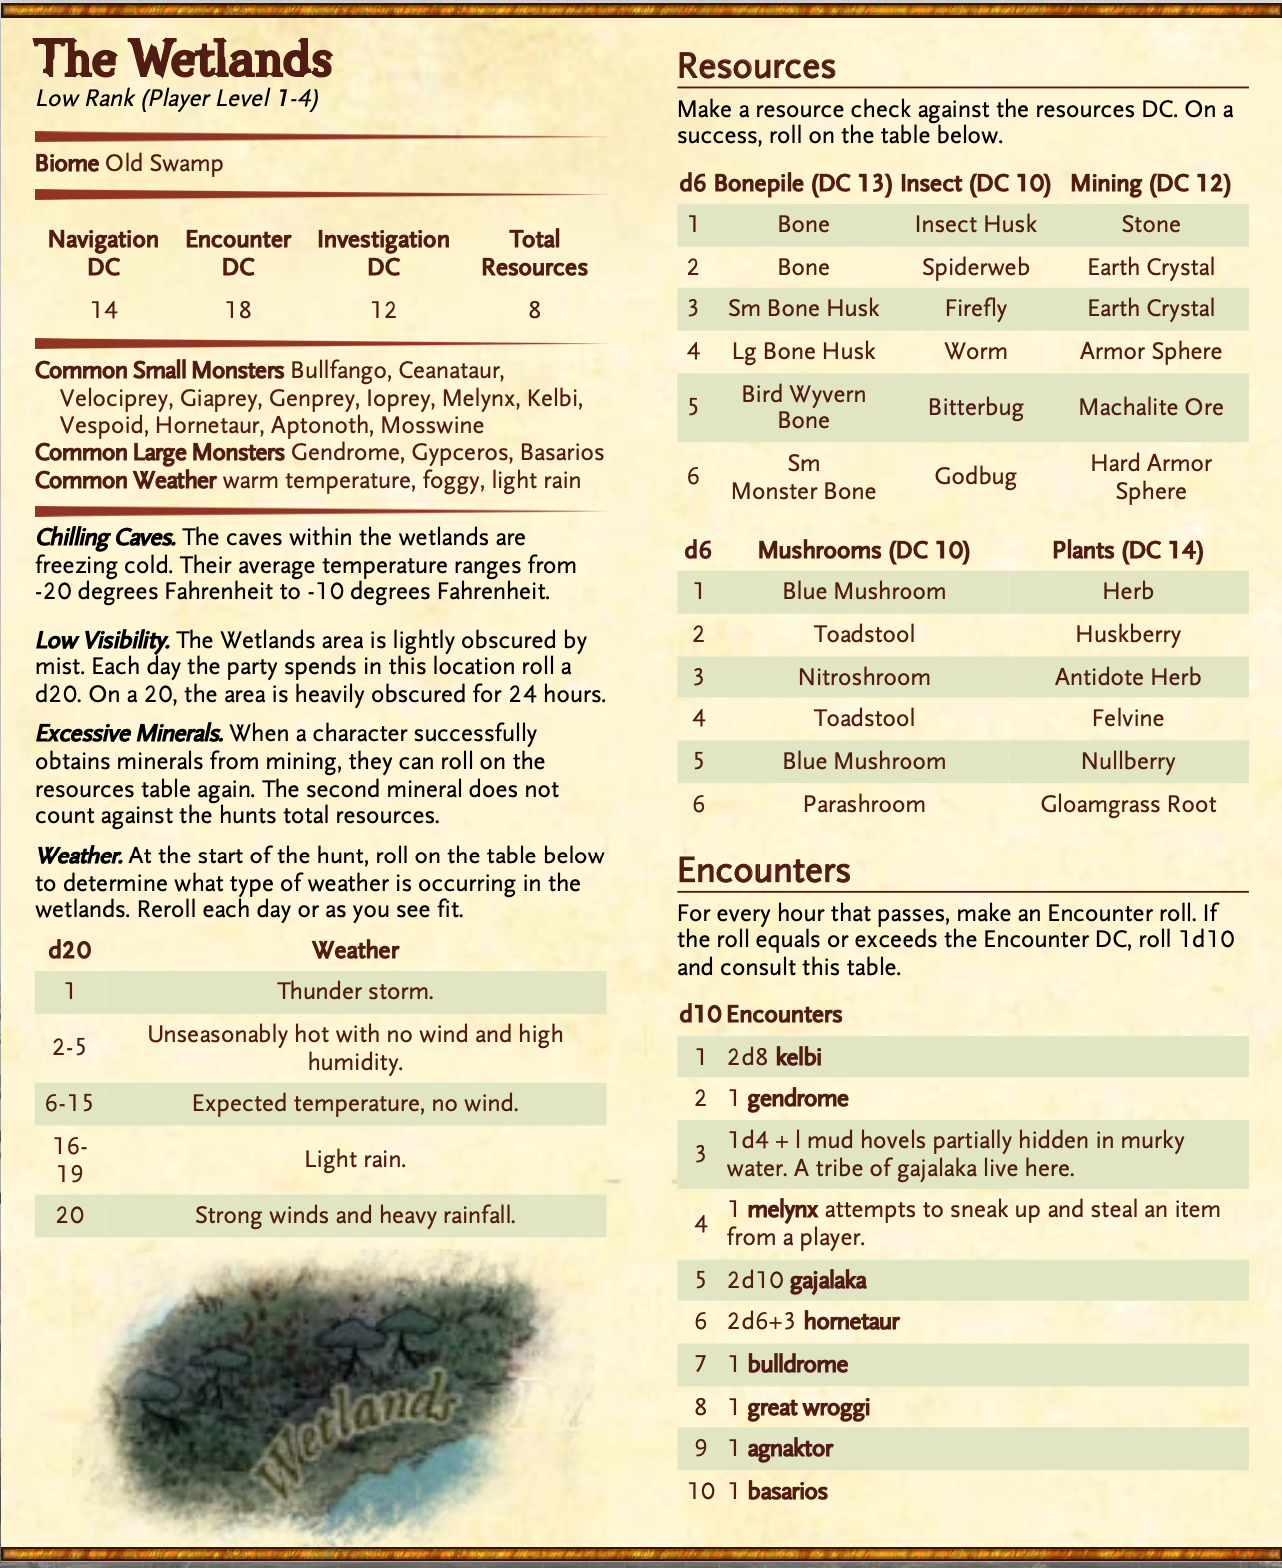 The Wetlands
Low Rank (Player Level 1-4)
Biome Old Swamp
Navigation DC Encounter DC Investigation DC Total Resources
14 18 12 8
Common Small Monsters Bullfango, Ceanataur,
Velociprey, Giaprey, Genprey, Ioprey, Melynx, Kelbi,
Vespoid, Hornetaur, Aptonoth, Mosswine
Common Large Monsters Gendrome, Gypceros, Basarios
Common Weather warm temperature, foggy, light rain
Chilling Caves. The caves within the wetlands are
freezing cold. Their average temperature ranges from
-20 degrees Fahrenheit to -10 degrees Fahrenheit.
Low Visibility. The Wetlands area is lightly obscured by
mist. Each day the party spends in this location roll a
d20. On a 20, the area is heavily obscured for 24 hours.
Excessive Minerals. When a character successfully
obtains minerals from mining, they can roll on the
resources table again. The second mineral does not
count against the hunts total resources.
Weather. At the start of the hunt, roll on the table below
to determine what type of weather is occurring in the
wetlands. Reroll each day or as you see fit.
d20 Weather
1 Thunder storm.
2-5 Unseasonably hot with no wind and high
humidity.
6-15 Expected temperature, no wind.
16-
19 Light rain.
20 Strong winds and heavy rainfall.
Wetlands
Resources
Make a resource check against the resources DC. On a
success, roll on the table below.
d6 Bonepile (DC 13) Insect (DC 10) Mining (DC 12)
1 Bone Insect Husk Stone
2 Bone Spiderweb Earth Crystal
3 Sm Bone Husk Firefly Earth Crystal
4 Lg Bone Husk Worm Armor Sphere
5 Bird Wyvern Bone Bitterbug Machalite Ore
6 Sm Monster Bone Godbug Hard Armor Sphere
d6 Mushrooms (DC 10) Plants (DC 14)
1 Blue Mushroom Herb
2 Toadstool Huskberry
3 Nitroshroom Antidote Herb
4 Toadstool Felvine
5 Blue Mushroom Nullberry
6 Parashroom Gloamgrass Root
Encounters
For every hour that passes, make an Encounter roll. If
the roll equals or exceeds the Encounter DC, roll 1d10
and consult this table.
d10 Encounters
1 2d8 kelbi
2 1 gendrome
3 1d4 + l mud hovels partially hidden in murky
water. A tribe of gajalaka live here.
4 1 melynx attempts to sneak up and steal an item
from a player.
5 2d10 gajalaka
6 2d6+3 hornetaur
7 1 bulldrome
8 1 great wroggi
9 1 agnaktor
10 1 basarios